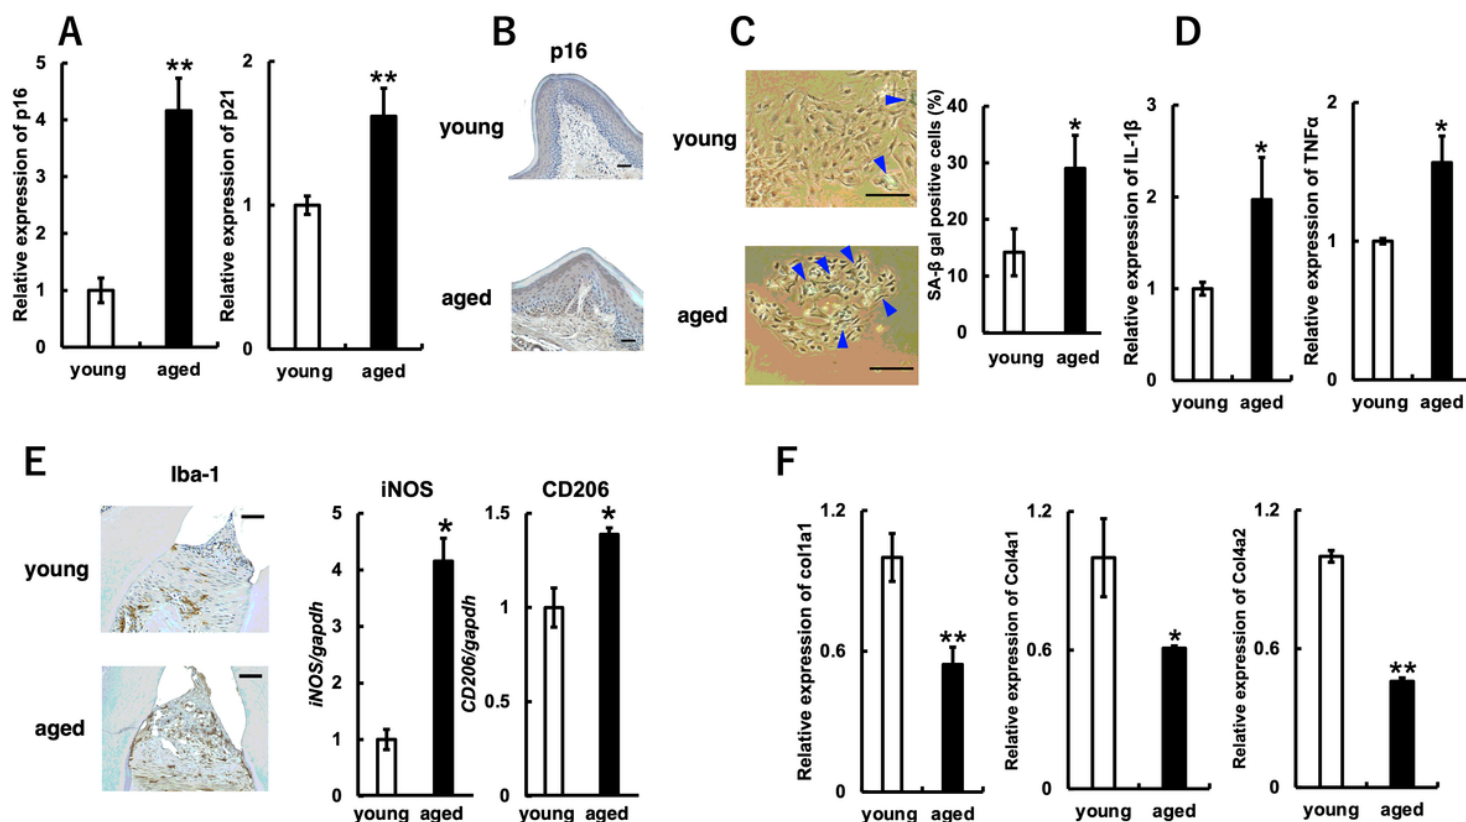 A
Relative expression of p16
5
4
3
2
1
0
young aged
**
Relative expression of p21
2
1
0
young aged
**
B
p16
young
aged
C
young
aged
SA-β gal positive cells (%)
40
30
20
10
0
young aged
*
D
Relative expression of IL-1β
3
2
1
0
young aged
*
Relative expression of TNFα
2
1
0
young aged
*
E
Iba-1
young
aged
iNOS
iNOS/gapdh
5
4
3
2
1
0
young aged
*
CD206
CD206/gapdh
1.5
1
0.5
0
young aged
*
F
Relative expression of col1a1
1.2
0.6
0
young aged
**
Relative expression of Col4a1
1.2
0.6
0
young aged
*
Relative expression of Col4a2
1.2
0.6
0
young aged
**